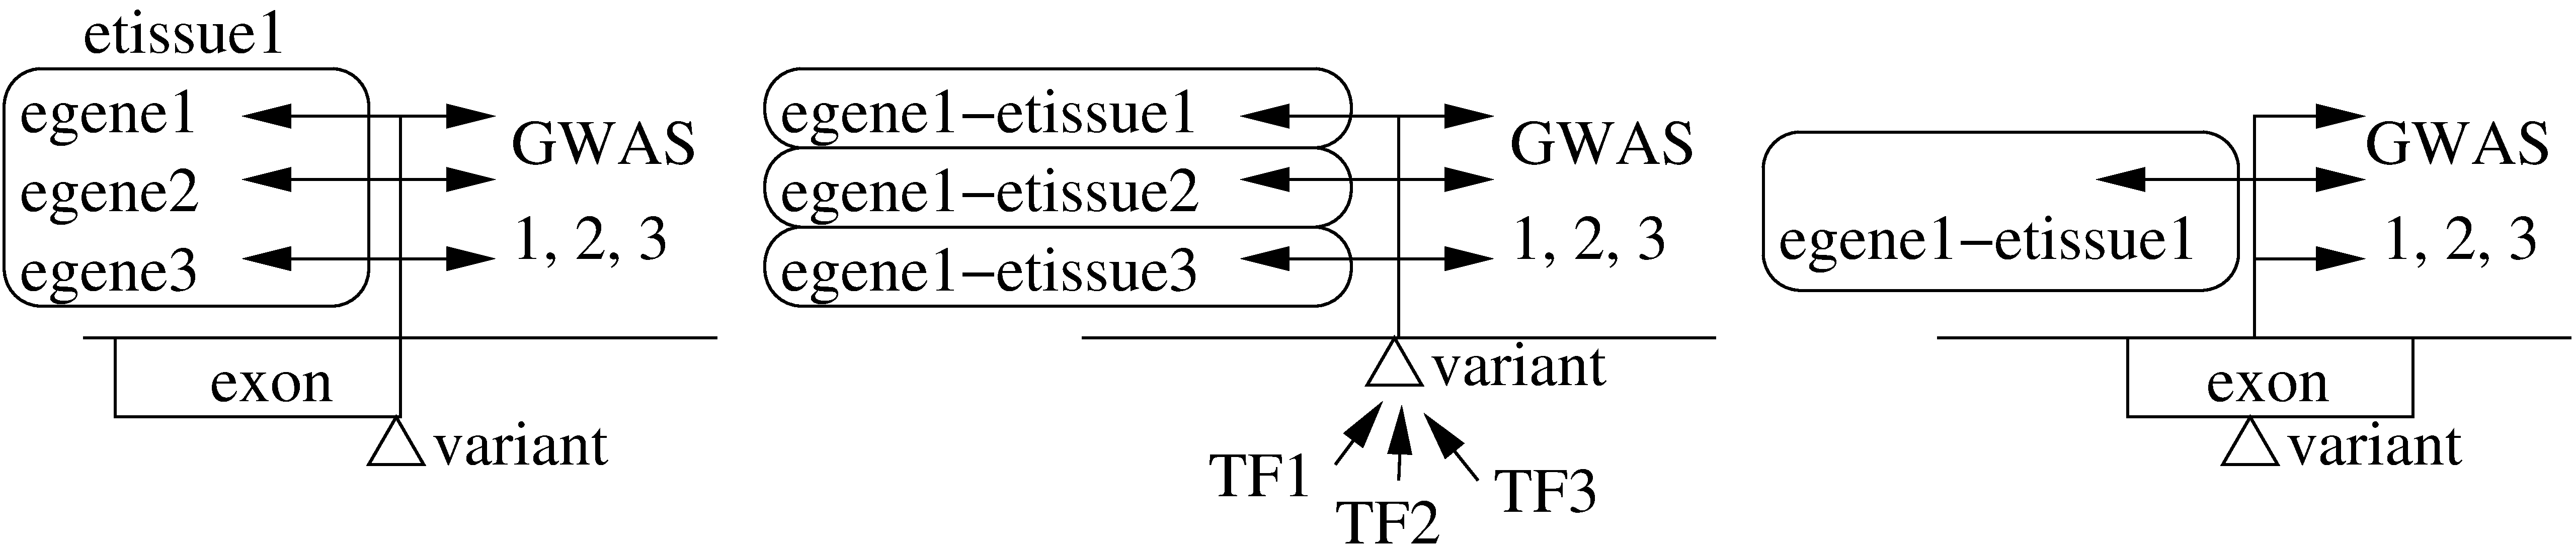 etissue1
egene1
egene2
egene3
GWAS
1, 2, 3
exon
variant
egene1−etissue1
egene1−etissue2
egene1−etissue3
GWAS
1, 2, 3
variant
TF1
TF2
TF3
egene1−etissue1
GWAS
1, 2, 3
exon
variant